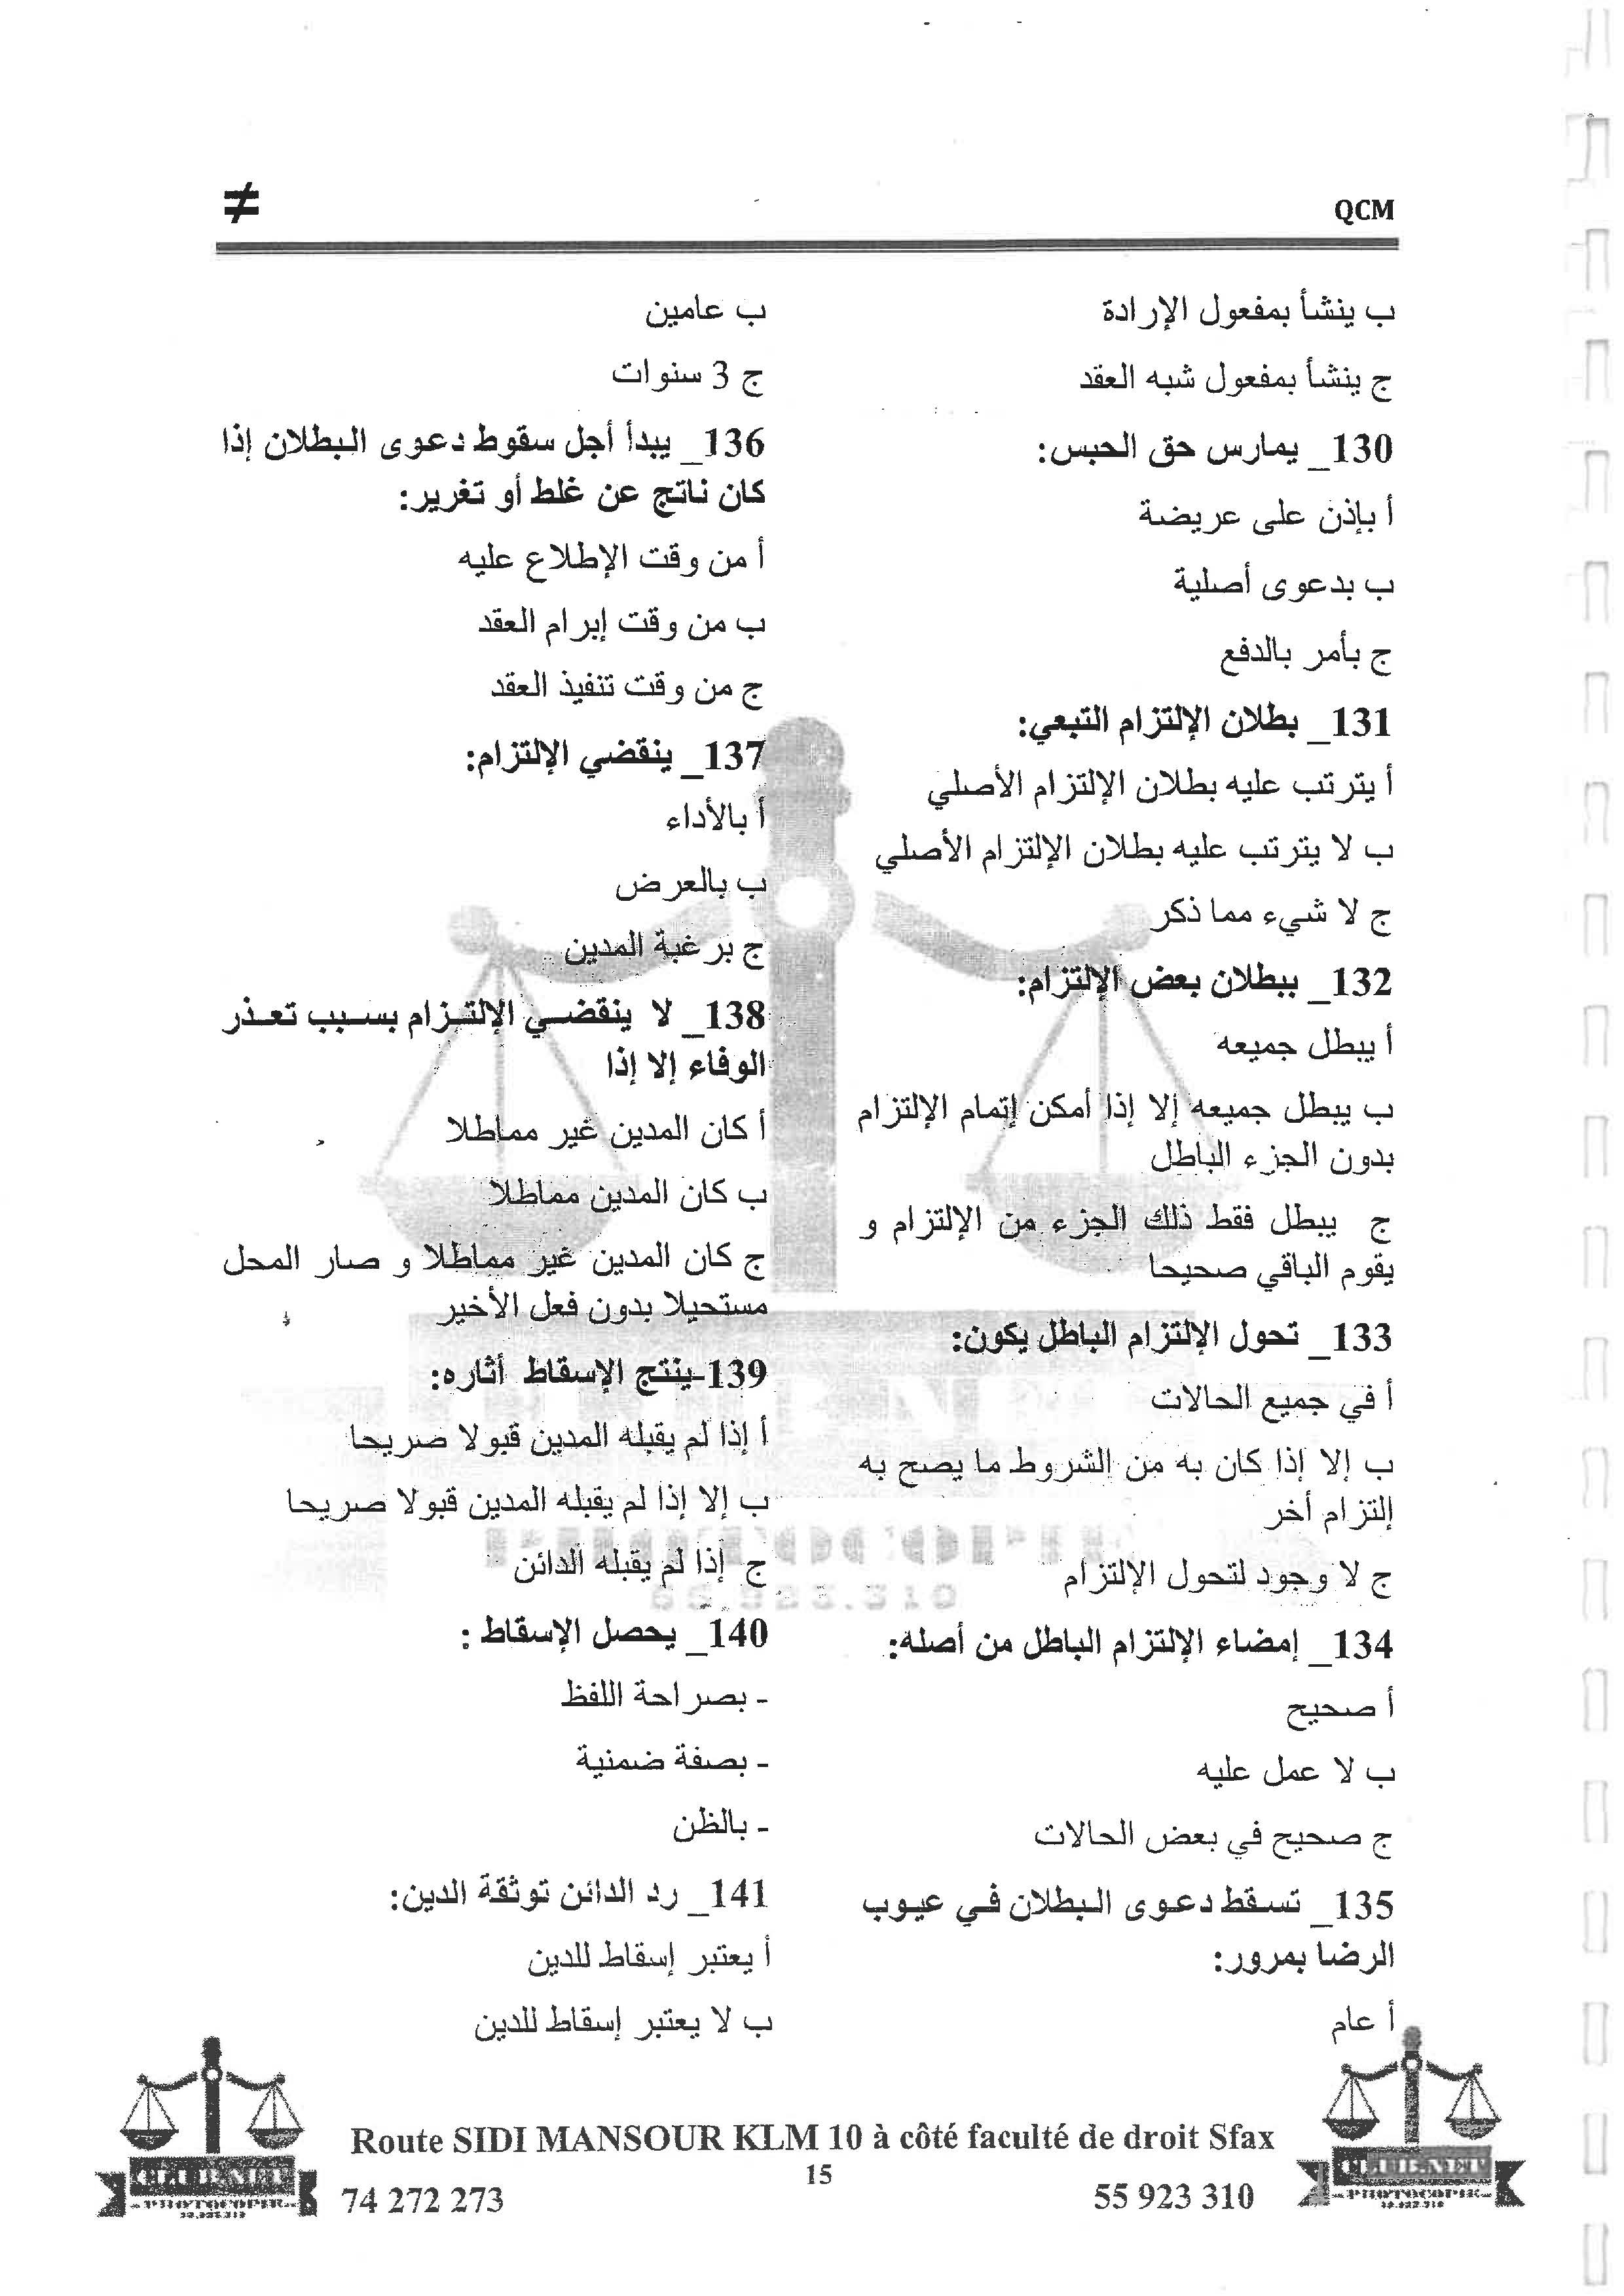 ≠
QCM
ب ينشأ بمفعول الإرادة
ج ينشأ بمفعول شبه العقد
130_ يمارس حق الحبس:
أ بإذن على عريضة
ب بدعوى أصلية
ج بأمر بالدفع
131_ بطلان الإلتزام التبعي:
أ يترتب عليه بطلان الإلتزام الأصلي
ب لا يترتب عليه بطلان الإلتزام الأصلي
ج لا شيء مما ذكر
132_ ببطلان بعض الإلتزام:
أ يبطل جميعه
ب يبطل جميعه إلا إذا أمكن إتمام الإلتزام
بدون الجزء الباطل
ج يبطل فقط ذلك الجزء من الإلتزام و
يقوم الباقي صحيحا
133_ تحول الإلتزام الباطل يكون:
أ في جميع الحالات
ب إلا إذا كان به من الشروط ما يصح به
إلتزام أخر
ج لا وجود لتحول الإلتزام
134_ إمضاء الإلتزام الباطل من أصله:
أ صحيح
ب لا عمل عليه
ج صحيح في بعض الحالات
135_ تسقط دعوى البطلان في عيوب
الرضا بمرور:
أ عام
ب عامين
ج 3 سنوات
136_ يبدأ أجل سقوط دعوى البطلان إذا
كان ناتج عن غلط أو تغرير:
أ من وقت الإطلاع عليه
ب من وقت إبرام العقد
ج من وقت تنفيذ العقد
137_ ينقضي الإلتزام:
أ بالأداء
ب بالعرض
ج برغبة المدين
138_ لا ينقضي الإلتزام بسبب تعذر
الوفاء إلا إذا
أ كان المدين غير مماطلا
ب كان المدين مماطلا
ج كان المدين غير مماطلا و صار المحل
مستحيلا بدون فعل الأخير
139-ينتج الإسقاط أثاره:
أ إذا لم يقبله المدين قبولا صريحا
ب إلا إذا لم يقبله المدين قبولا صريحا
ج إذا لم يقبله الدائن
140_ يحصل الإسقاط :
- بصراحة اللفظ
- بصفة ضمنية
- بالظن
141_ رد الدائن توثقة الدين:
أ يعتبر إسقاط للدين
ب لا يعتبر إسقاط للدين
Route SIDI MANSOUR KLM 10 à côté faculté de droit Sfax
15
74 272 273
55 923 310